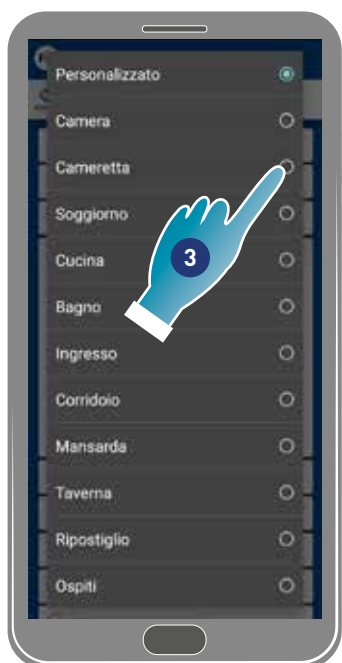 Personalizzato
Camera
Cameretta
Soggiorno
Cucina
3
Bagno
Ingresso
Corridoio
Mansarda
Taverna
Ripostiglio
Ospiti